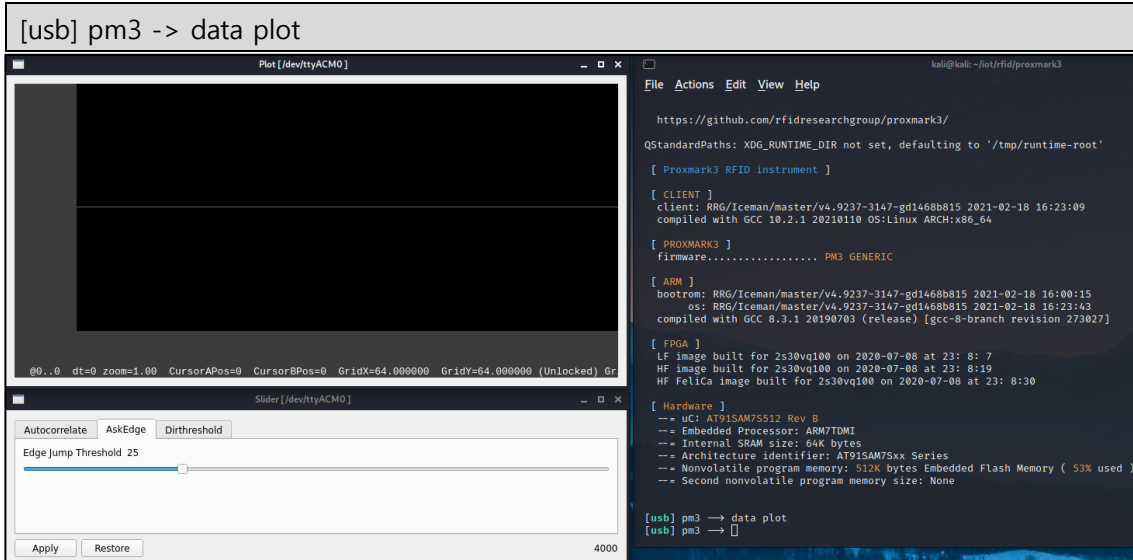 [usb] pm3 -> data plot
Plot [/dev/ttyACM0]
@0..0 dt=0 zoom=1.00 CursorAPos=0 CursorBPos=0 GridX=64.000000 GridY=64.000000 (Unlocked) Gr
Slider [/dev/ttyACM0]
Autocorrelate AskEdge Dirthreshold
Edge Jump Threshold 25
Apply Restore 4000
kali@kali: ~/iot/rfid/proxmark3
File Actions Edit View Help
https://github.com/rfidresearchgroup/proxmark3/
QStandardPaths: XDG_RUNTIME_DIR not set, defaulting to '/tmp/runtime-root'
[ Proxmark3 RFID instrument ]
[ CLIENT ]
client: RRG/Iceman/master/v4.9237-3147-gd1468b815 2021-02-18 16:23:09
compiled with GCC 10.2.1 20210110 OS:Linux ARCH:x86_64
[ PROXMARK3 ]
firmware.................. PM3 GENERIC
[ ARM ]
bootrom: RRG/Iceman/master/v4.9237-3147-gd1468b815 2021-02-18 16:00:15
os: RRG/Iceman/master/v4.9237-3147-gd1468b815 2021-02-18 16:23:43
compiled with GCC 8.3.1 20190703 (release) [gcc-8-branch revision 273027]
[ FPGA ]
LF image built for 2s30vq100 on 2020-07-08 at 23: 8: 7
HF image built for 2s30vq100 on 2020-07-08 at 23: 8:19
HF FeliCa image built for 2s30vq100 on 2020-07-08 at 23: 8:30
[ Hardware ]
--= uC: AT91SAM7S512 Rev B
--= Embedded Processor: ARM7TDMI
--= Internal SRAM size: 64K bytes
--= Architecture identifier: AT91SAM7Sxx Series
--= Nonvolatile program memory: 512K bytes Embedded Flash Memory ( 53% used )
--= Second nonvolatile program memory size: None
[usb] pm3 --> data plot
[usb] pm3 -->